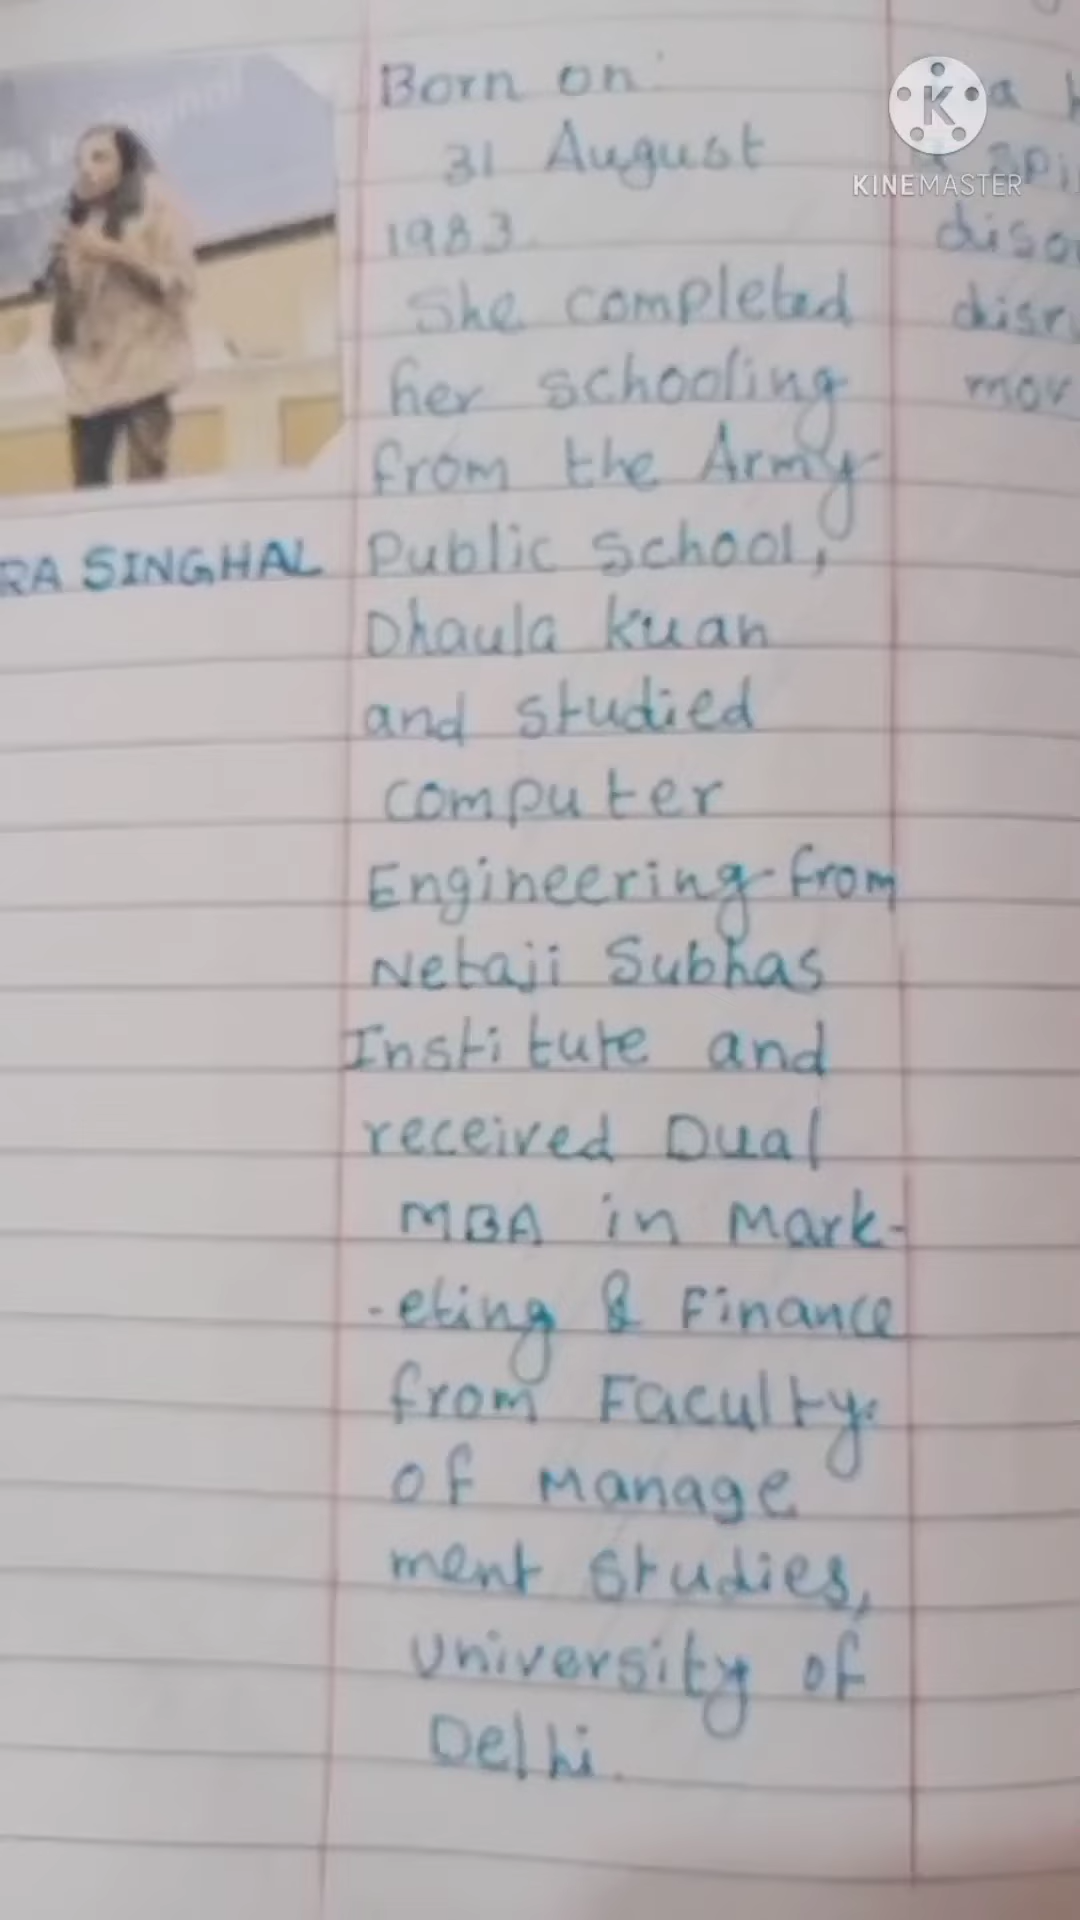 Born on:
31 August
1983.
She completed
her schooling
from the Army
Public School,
Dhaula Kuan
and studied
computer
Engineering from
Netaji Subhas
Institute and
received Dual
MBA in Mark-
-eting & Finance
from Faculty
of Manage
ment Studies,
University of
Delhi.
RA SINGHAL
K
KINEMASTER
a